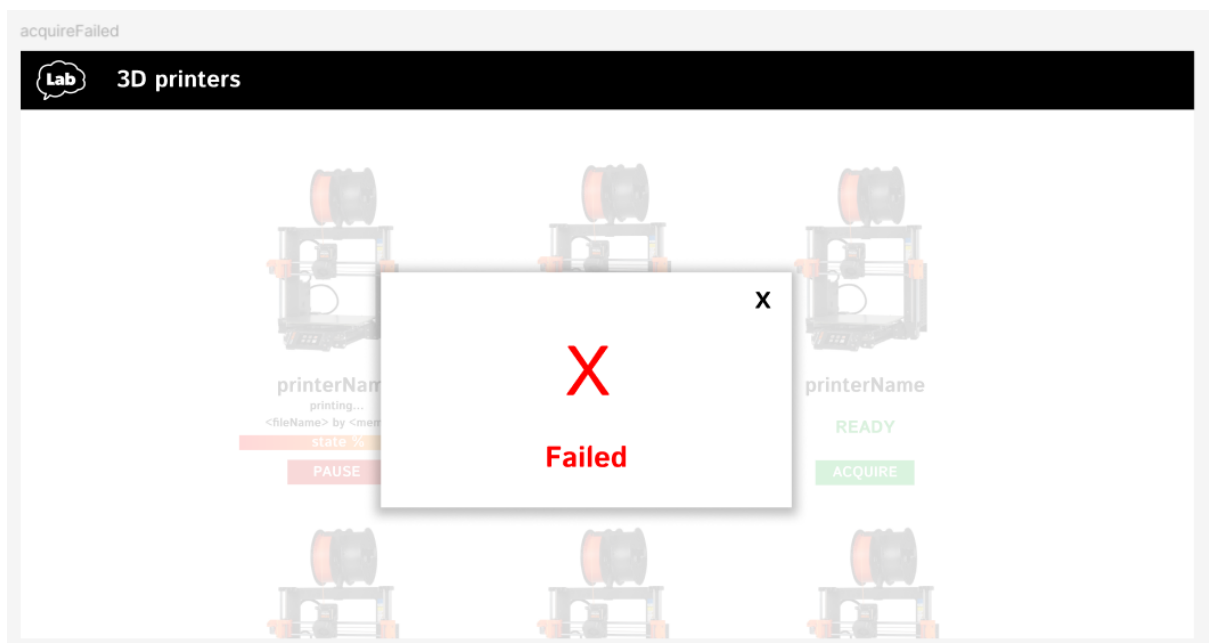 acquireFailed
Lab 3D printers
X
X
Failed
printerNam
printing...
<fileName> by <mem
state %
PAUSE
printerName
READY
ACQUIRE